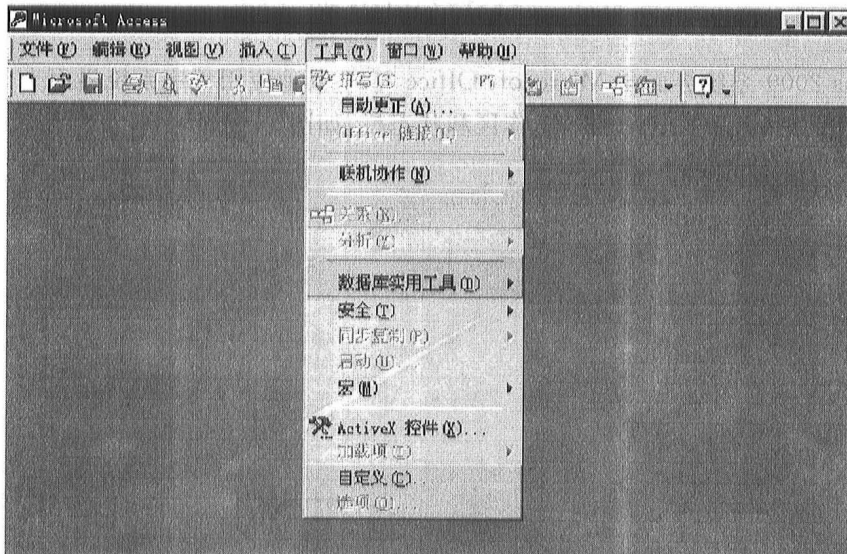 Microsoft Access
文件(F) 编辑(E) 视图(V) 插入(I) 工具(T) 窗口(W) 帮助(H)
拼写(S)... F7
自动更正(A)...
Office 链接(L)
联机协作(N)
关系(R)...
分析(Z)
数据库实用工具(D)
安全(T)
同步复制(P)
启动(U)...
宏(M)
ActiveX 控件(X)...
加载项(I)
自定义(C)...
选项(O)...